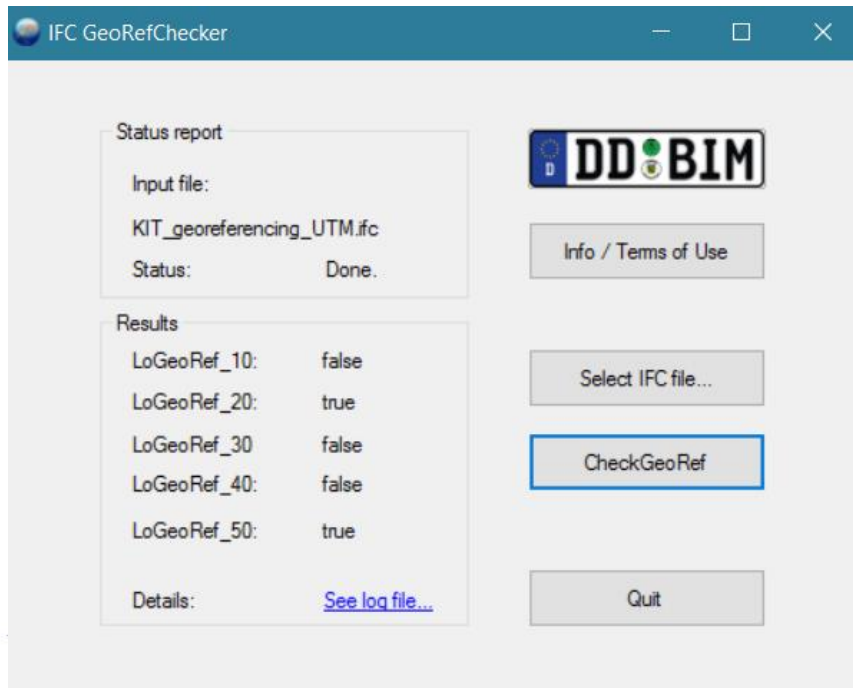 IFC GeoRefChecker
Status report
Input file:
KIT_georeferencing_UTM.ifc
Status: Done.
Results
LoGeoRef_10: false
LoGeoRef_20: true
LoGeoRef_30 false
LoGeoRef_40: false
LoGeoRef_50: true
Details: See log file...
D DD BIM
Info / Terms of Use
Select IFC file...
CheckGeoRef
Quit